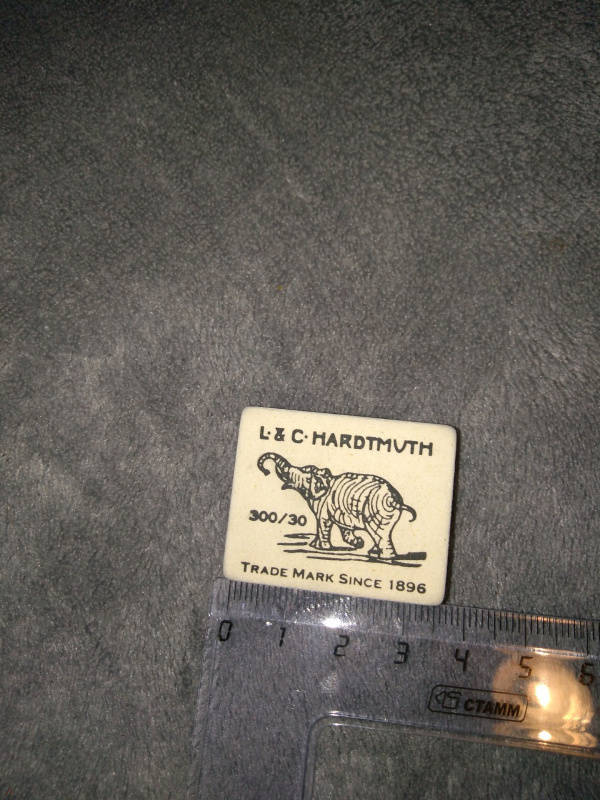 L. & C. HARDTMUTH
300/30
TRADE MARK SINCE 1896
0 1 2 3 4 5 6
СТАММ